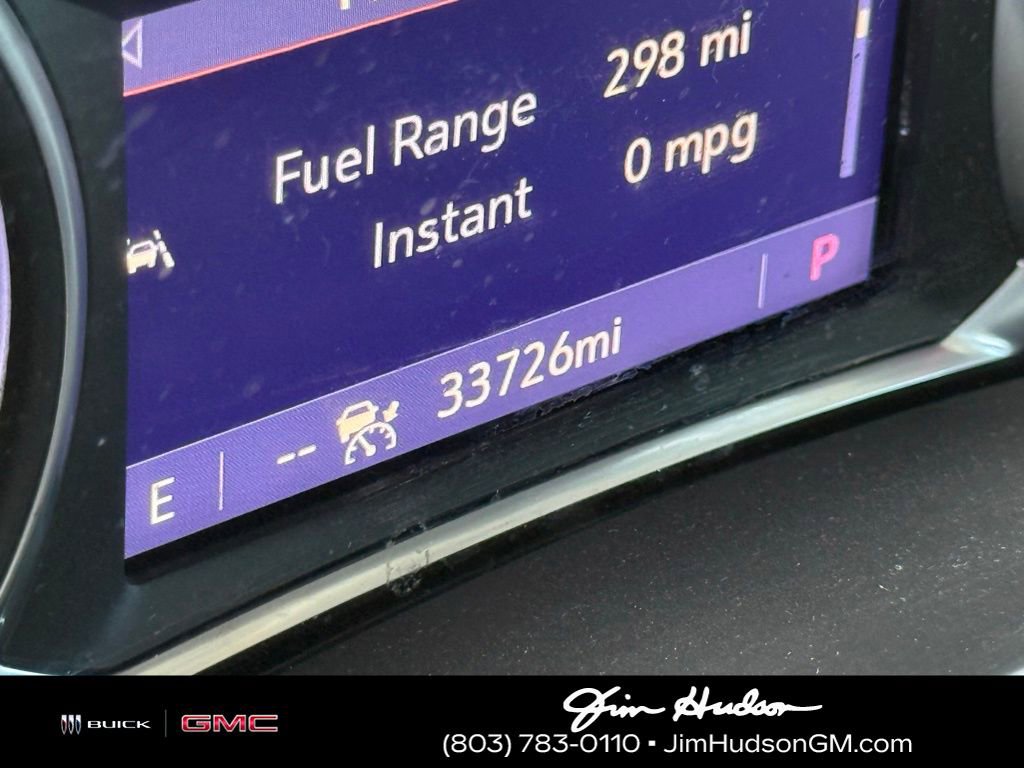 Fuel Range 298 mi
Instant 0 mpg
E -- 33726mi P
BUICK GMC
Jim Hudson
(803) 783-0110 ▪ JimHudsonGM.com